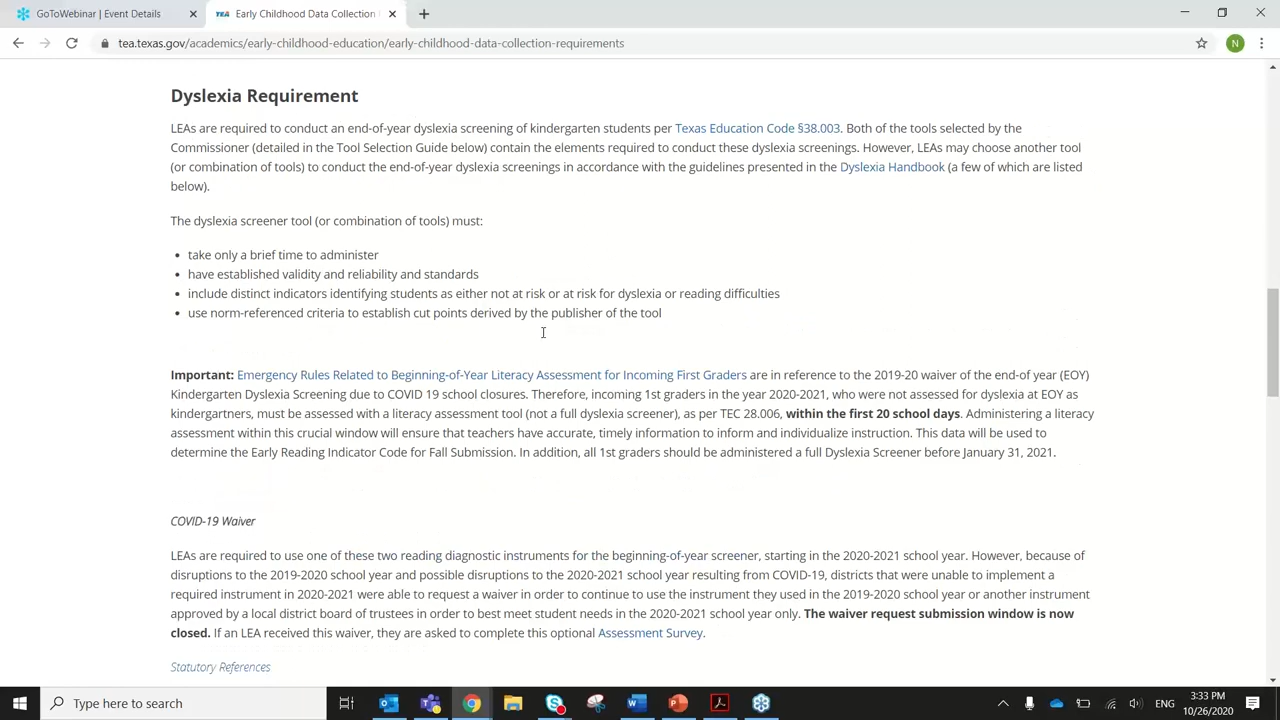 GoToWebinar | Event Details
TEA Early Childhood Data Collection
tea.texas.gov/academics/early-childhood-education/early-childhood-data-collection-requirements
N
Dyslexia Requirement
LEAs are required to conduct an end-of-year dyslexia screening of kindergarten students per Texas Education Code §38.003. Both of the tools selected by the
Commissioner (detailed in the Tool Selection Guide below) contain the elements required to conduct these dyslexia screenings. However, LEAs may choose another tool
(or combination of tools) to conduct the end-of-year dyslexia screenings in accordance with the guidelines presented in the Dyslexia Handbook (a few of which are listed
below).
The dyslexia screener tool (or combination of tools) must:
• take only a brief time to administer
• have established validity and reliability and standards
• include distinct indicators identifying students as either not at risk or at risk for dyslexia or reading difficulties
• use norm-referenced criteria to establish cut points derived by the publisher of the tool
Important: Emergency Rules Related to Beginning-of-Year Literacy Assessment for Incoming First Graders are in reference to the 2019-20 waiver of the end-of year (EOY)
Kindergarten Dyslexia Screening due to COVID 19 school closures. Therefore, incoming 1st graders in the year 2020-2021, who were not assessed for dyslexia at EOY as
kindergartners, must be assessed with a literacy assessment tool (not a full dyslexia screener), as per TEC 28.006, within the first 20 school days. Administering a literacy
assessment within this crucial window will ensure that teachers have accurate, timely information to inform and individualize instruction. This data will be used to
determine the Early Reading Indicator Code for Fall Submission. In addition, all 1st graders should be administered a full Dyslexia Screener before January 31, 2021.
COVID-19 Waiver
LEAs are required to use one of these two reading diagnostic instruments for the beginning-of-year screener, starting in the 2020-2021 school year. However, because of
disruptions to the 2019-2020 school year and possible disruptions to the 2020-2021 school year resulting from COVID-19, districts that were unable to implement a
required instrument in 2020-2021 were able to request a waiver in order to continue to use the instrument they used in the 2019-2020 school year or another instrument
approved by a local district board of trustees in order to best meet student needs in the 2020-2021 school year only. The waiver request submission window is now
closed. If an LEA received this waiver, they are asked to complete this optional Assessment Survey.
Statutory References
Type here to search
ENG
3:33 PM
10/26/2020